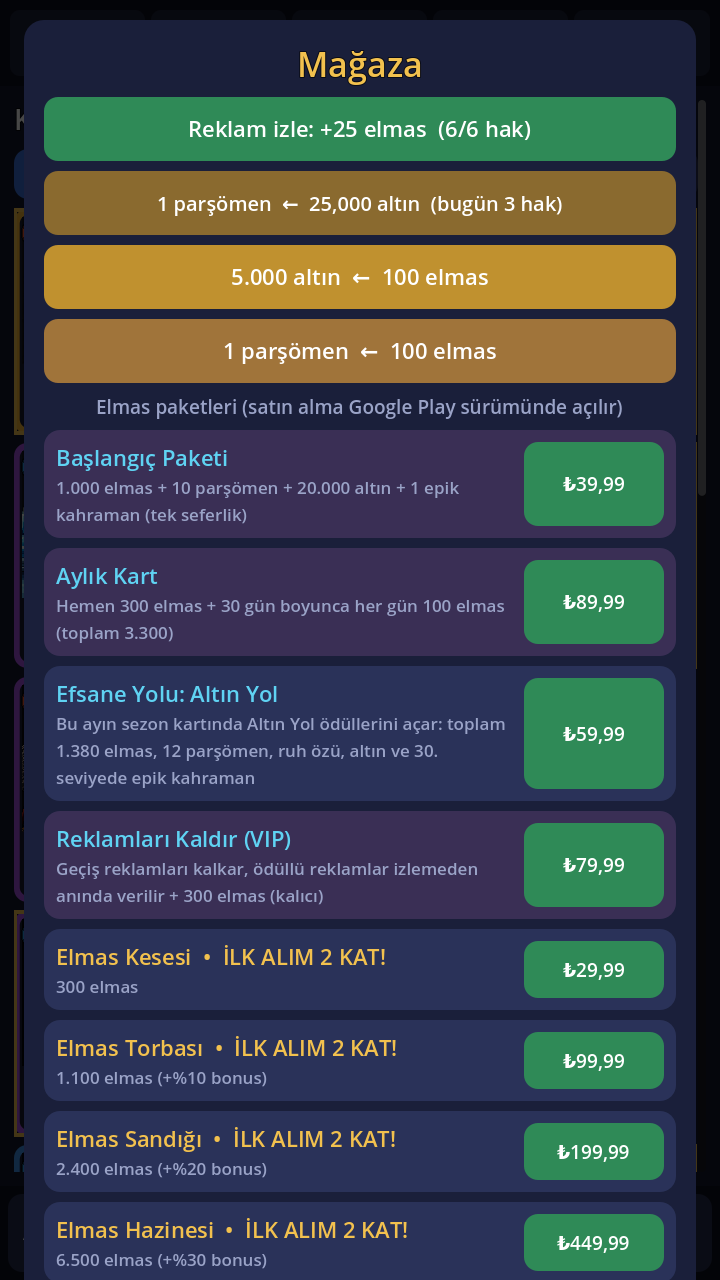 Mağaza
Reklam izle: +25 elmas (6/6 hak)
1 parşömen ← 25,000 altın (bugün 3 hak)
5.000 altın ← 100 elmas
1 parşömen ← 100 elmas
Elmas paketleri (satın alma Google Play sürümünde açılır)
Başlangıç Paketi
1.000 elmas + 10 parşömen + 20.000 altın + 1 epik
kahraman (tek seferlik)
₺39,99
Aylık Kart
Hemen 300 elmas + 30 gün boyunca her gün 100 elmas
(toplam 3.300)
₺89,99
Efsane Yolu: Altın Yol
Bu ayın sezon kartında Altın Yol ödüllerini açar: toplam
1.380 elmas, 12 parşömen, ruh özü, altın ve 30.
seviyede epik kahraman
₺59,99
Reklamları Kaldır (VIP)
Geçiş reklamları kalkar, ödüllü reklamlar izlemeden
anında verilir + 300 elmas (kalıcı)
₺79,99
Elmas Kesesi • İLK ALIM 2 KAT!
300 elmas
₺29,99
Elmas Torbası • İLK ALIM 2 KAT!
1.100 elmas (+%10 bonus)
₺99,99
Elmas Sandığı • İLK ALIM 2 KAT!
2.400 elmas (+%20 bonus)
₺199,99
Elmas Hazinesi • İLK ALIM 2 KAT!
6.500 elmas (+%30 bonus)
₺449,99